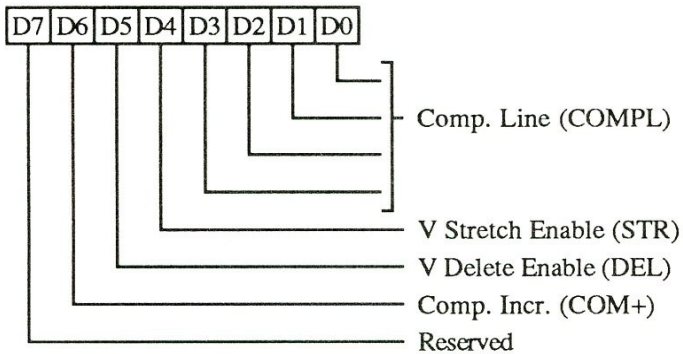 D7 D6 D5 D4 D3 D2 D1 D0
Comp. Line (COMPL)
V Stretch Enable (STR)
V Delete Enable (DEL)
Comp. Incr. (COM+)
Reserved